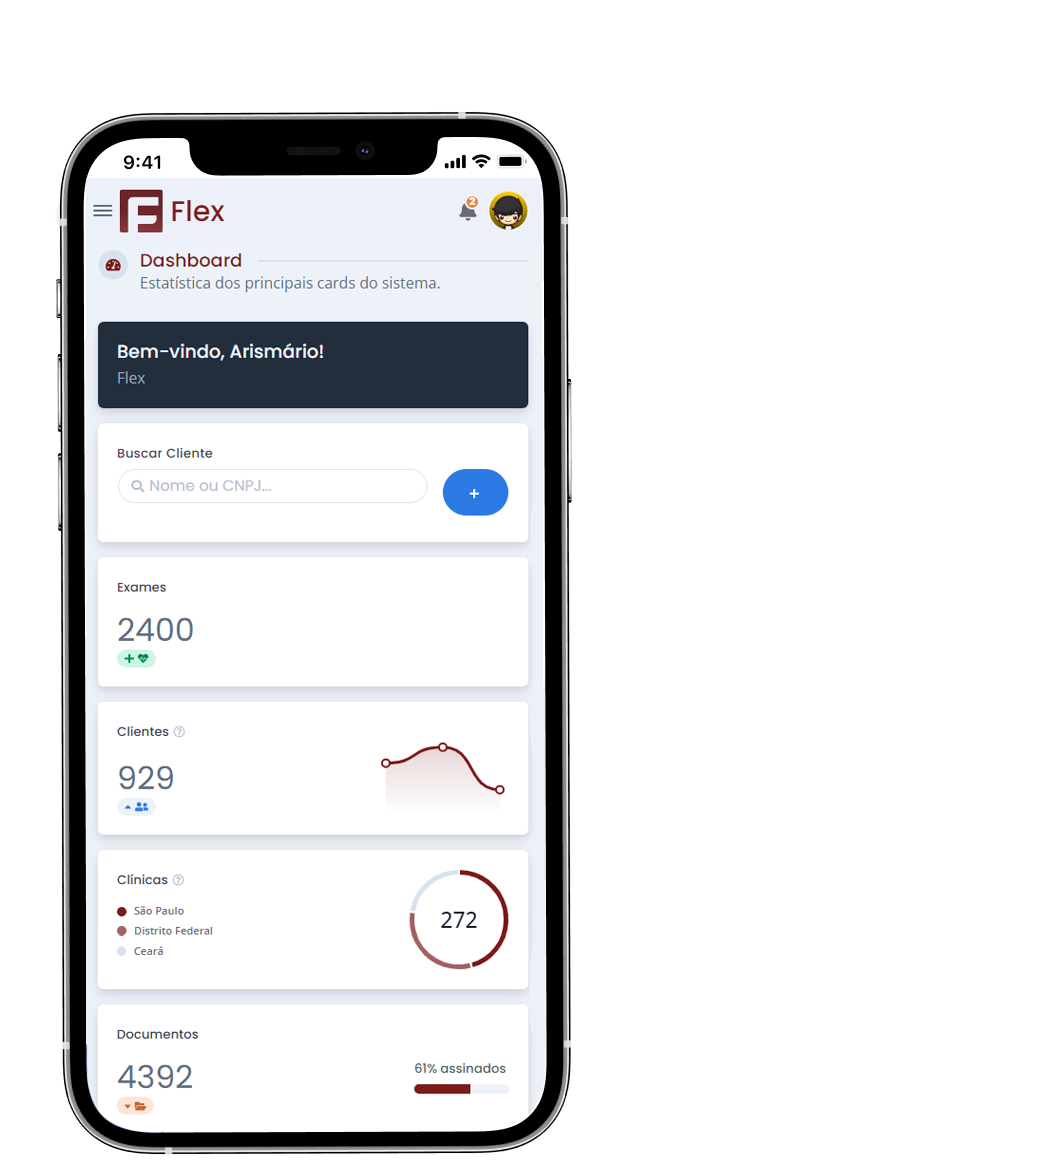 9:41
Flex
2
Dashboard
Estatística dos principais cards do sistema.
Bem-vindo, Arismário!
Flex
Buscar Cliente
Nome ou CNPJ...
+
Exames
2400
Clientes ?
929
Clínicas ?
São Paulo
Distrito Federal
Ceará
272
Documentos
4392
61% assinados